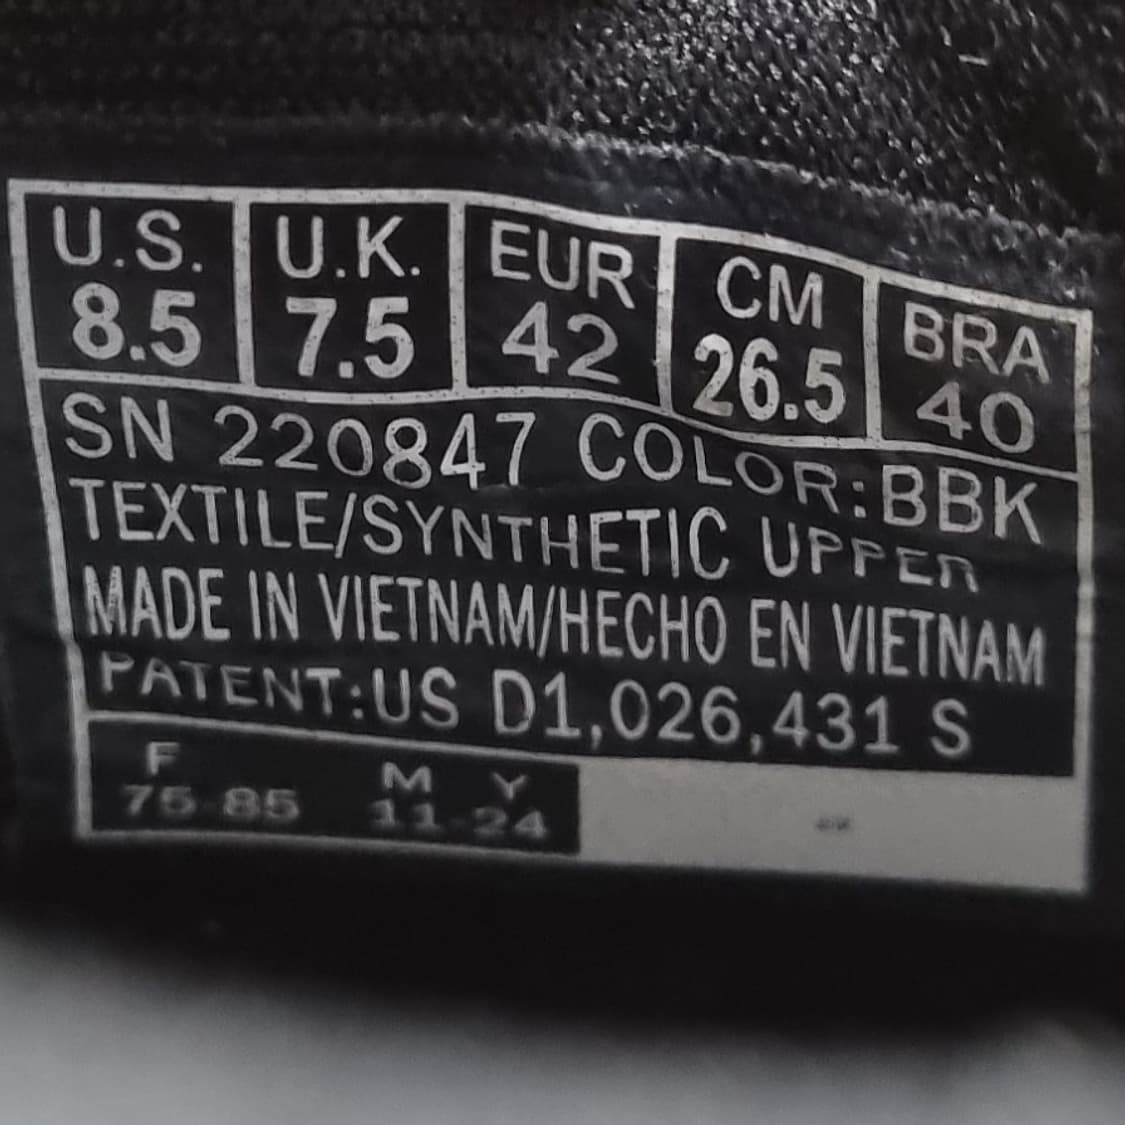 U.S. U.K. EUR CM BRA
8.5 7.5 42 26.5 40
SN 220847 COLOR:BBK
TEXTILE/SYNTHETIC UPPER
MADE IN VIETNAM/HECHO EN VIETNAM
PATENT:US D1,026,431 S
F M Y
75-85 11-24